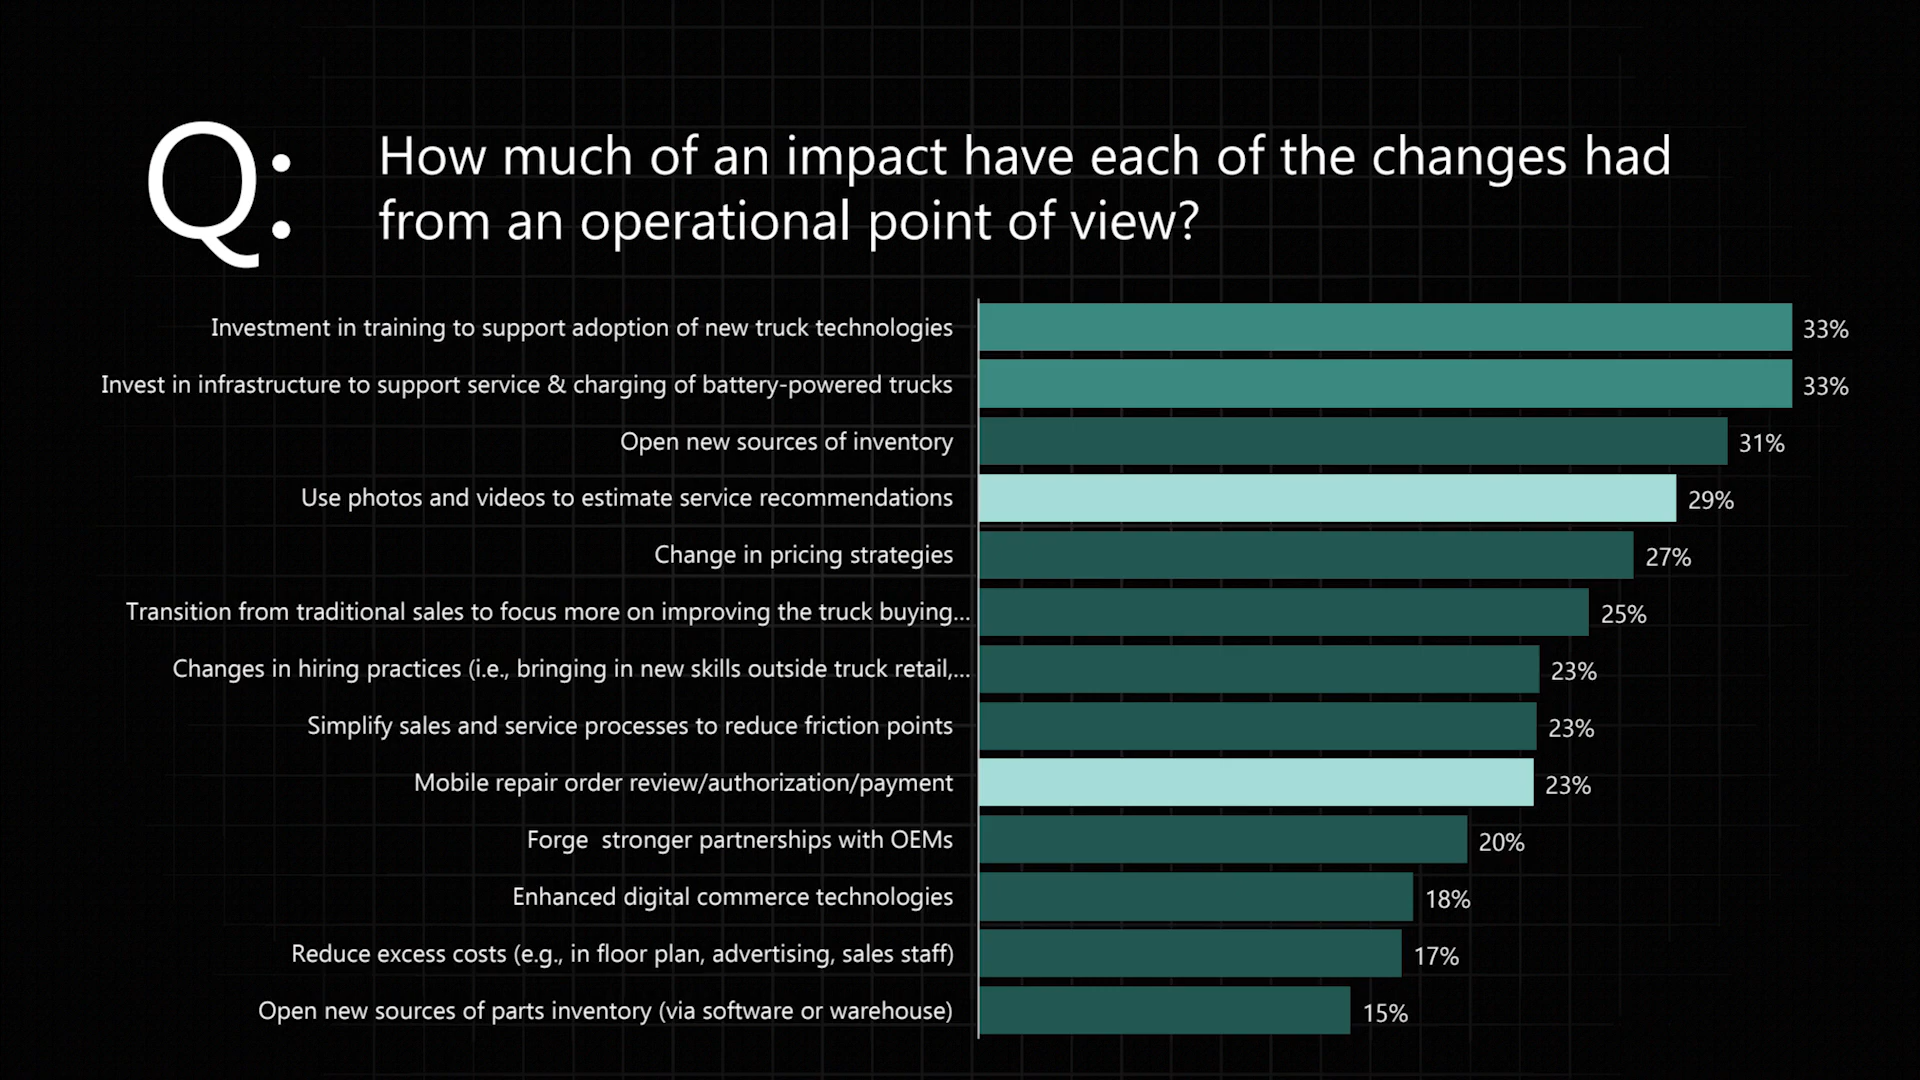 Q:
How much of an impact have each of the changes had
from an operational point of view?
Investment in training to support adoption of new truck technologies 33%
Invest in infrastructure to support service & charging of battery-powered trucks 33%
Open new sources of inventory 31%
Use photos and videos to estimate service recommendations 29%
Change in pricing strategies 27%
Transition from traditional sales to focus more on improving the truck buying... 25%
Changes in hiring practices (i.e., bringing in new skills outside truck retail,... 23%
Simplify sales and service processes to reduce friction points 23%
Mobile repair order review/authorization/payment 23%
Forge  stronger partnerships with OEMs 20%
Enhanced digital commerce technologies 18%
Reduce excess costs (e.g., in floor plan, advertising, sales staff) 17%
Open new sources of parts inventory (via software or warehouse) 15%